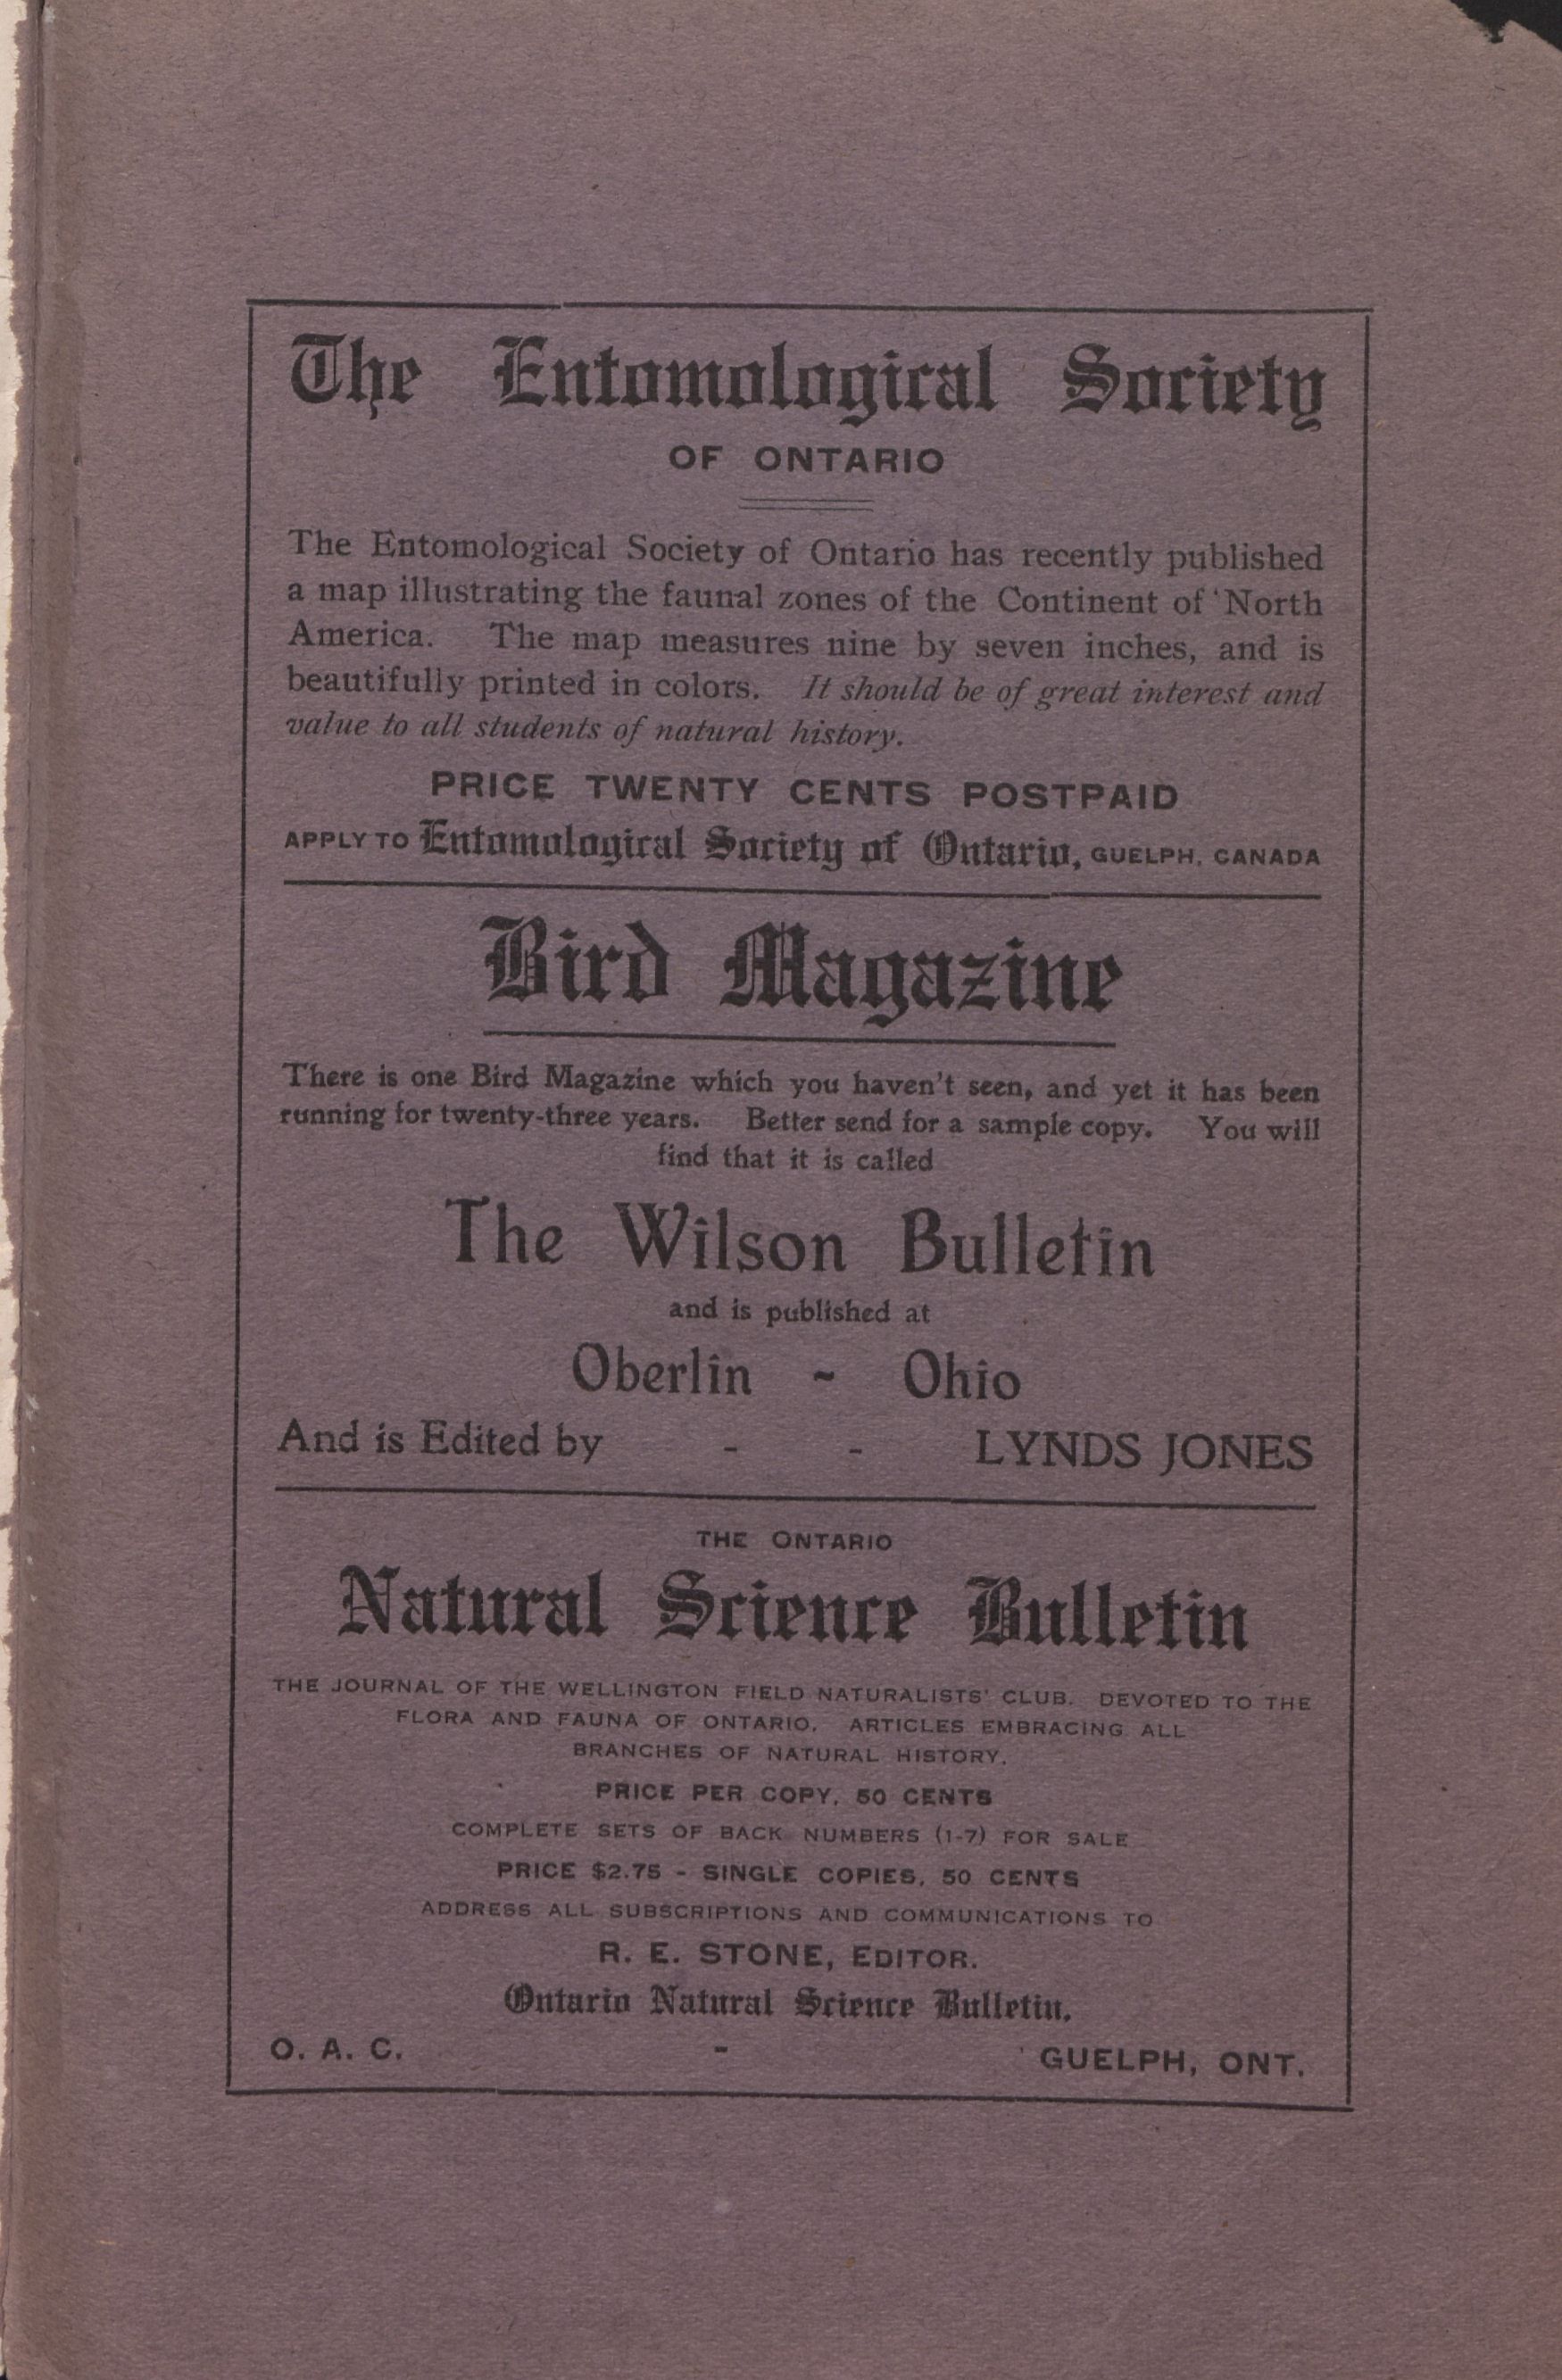 The Entomological Society
OF ONTARIO
The Entomological Society of Ontario has recently published
a map illustrating the faunal zones of the Continent of North
America. The map measures nine by seven inches, and is
beautifully printed in colors. It should be of great interest and
value to all students of natural history.
PRICE TWENTY CENTS POSTPAID
APPLY TO Entomological Society of Ontario, GUELPH, CANADA
Bird Magazine
There is one Bird Magazine which you haven't seen, and yet it has been
running for twenty-three years. Better send for a sample copy. You will
find that it is called
The Wilson Bulletin
and is published at
Oberlin - Ohio
And is Edited by - - LYNDS JONES
THE ONTARIO
Natural Science Bulletin
THE JOURNAL OF THE WELLINGTON FIELD NATURALISTS' CLUB. DEVOTED TO THE
FLORA AND FAUNA OF ONTARIO. ARTICLES EMBRACING ALL
BRANCHES OF NATURAL HISTORY.
PRICE PER COPY, 50 CENTS
COMPLETE SETS OF BACK NUMBERS (1-7) FOR SALE
PRICE $2.75 - SINGLE COPIES, 50 CENTS
ADDRESS ALL SUBSCRIPTIONS AND COMMUNICATIONS TO
R. E. STONE, EDITOR.
Ontario Natural Science Bulletin.
O. A. C. - GUELPH, ONT.